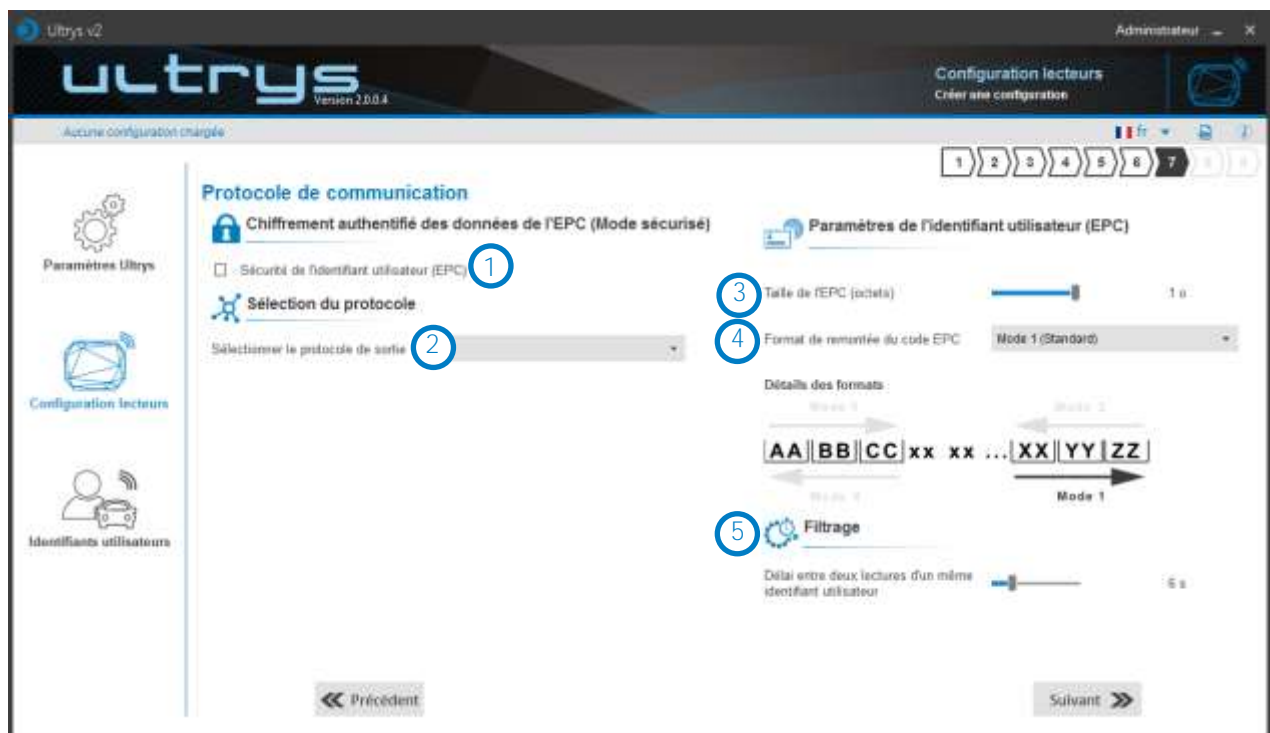 Ultrys v2
Administrateur
ultrys
Version 2.0.0.4
Configuration lecteurs
Créer une configuration
Aucune configuration chargée
fr
1 2 3 4 5 6 7
Paramètres Ultrys
Configuration lecteurs
Identifiants utilisateurs
Protocole de communication
Chiffrement authentifié des données de l'EPC (Mode sécurisé)
Sécurité de l'identifiant utilisateur (EPC)
1
Sélection du protocole
Sélectionner le protocole de sortie
2
Paramètres de l'identifiant utilisateur (EPC)
3
Taille de l'EPC (octets)
4
Format de remontée du code EPC
Mode 1 (Standard)
Détails des formats
AA BB CC xx xx ... XX YY ZZ
Mode 1
5
Filtrage
Délai entre deux lectures d'un même
identifiant utilisateur
6 s
Précédent
Suivant